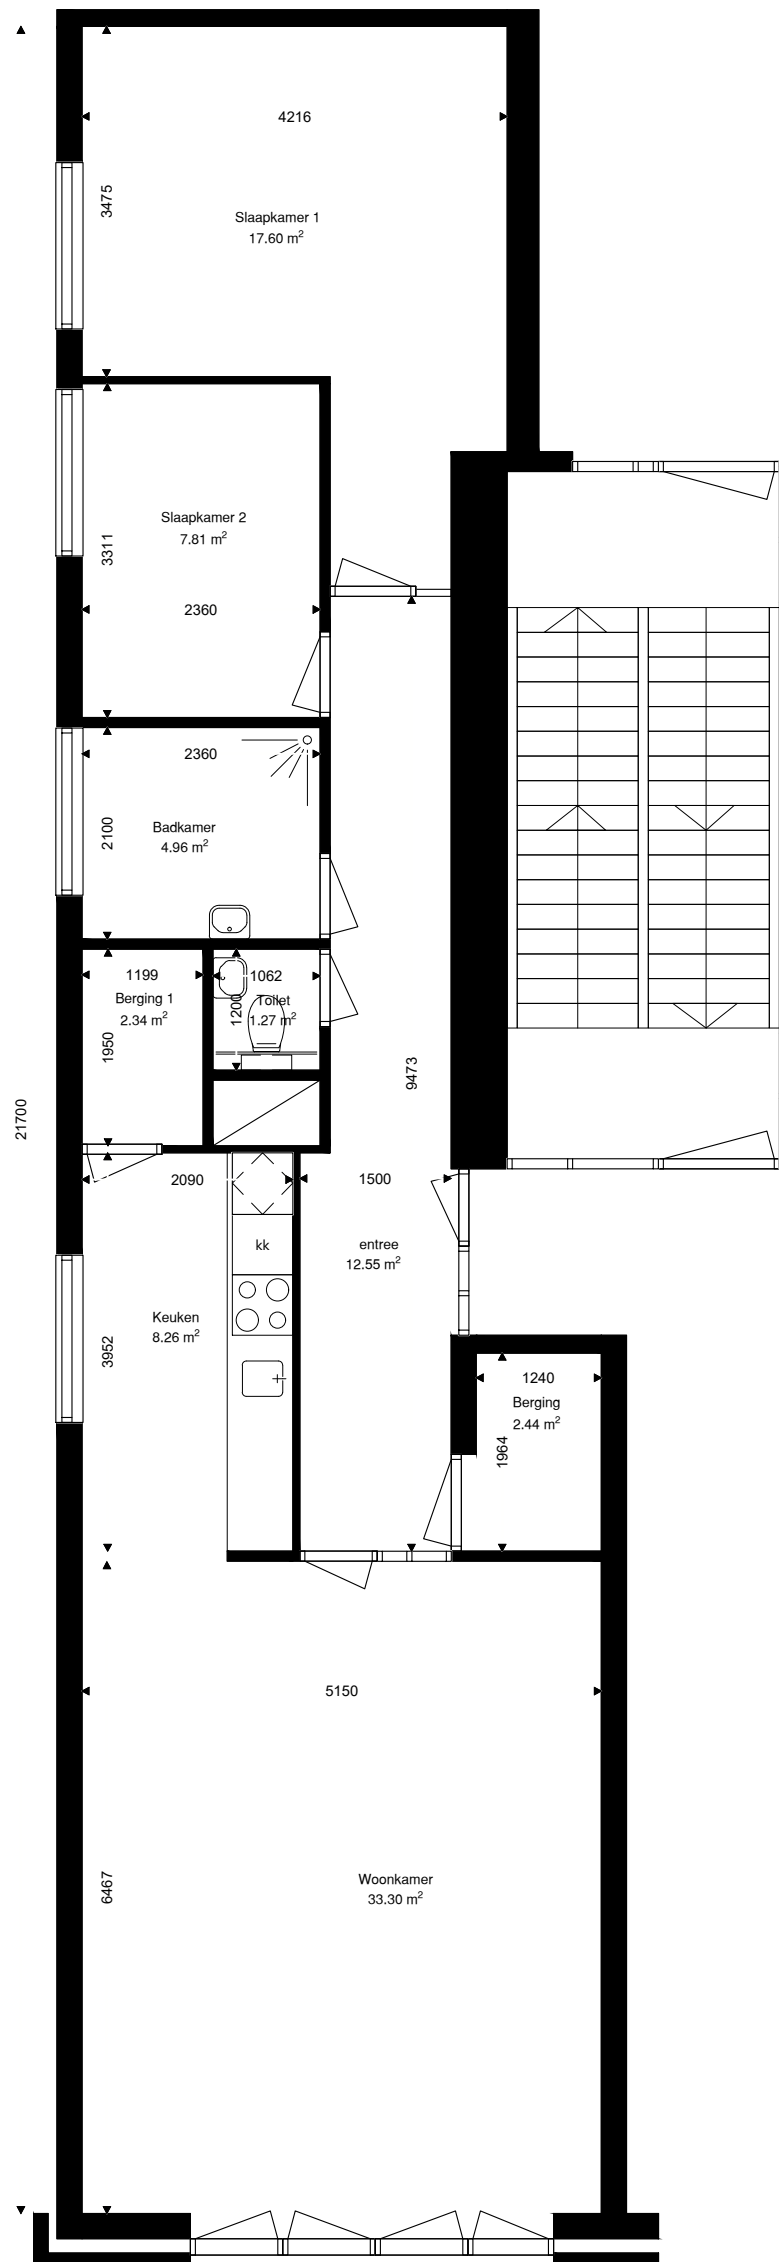 4216
3475
Slaapkamer 1
17.60 m²
Slaapkamer 2
7.81 m²
3311
2360
2360
2100
Badkamer
4.96 m²
1199
Berging 1
2.34 m²
1950
1062
Toilet
1.27 m²
1200
9473
21700
2090
1500
kk
entree
12.55 m²
Keuken
8.26 m²
3952
1240
Berging
2.44 m²
1964
5150
6467
Woonkamer
33.30 m²